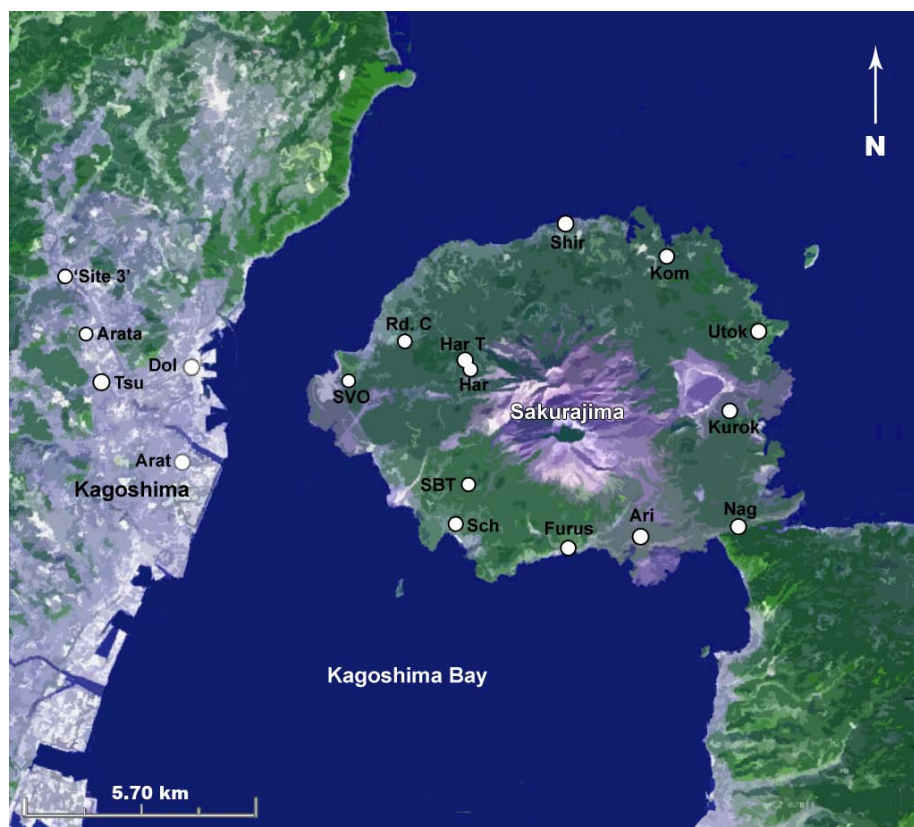 N
Shir
'Site 3'
Kom
Rd. C
Arata
Utok
Har T
Dol
Har
Tsu
SVO
Sakurajima
Kurok
Arat
Kagoshima
SBT
Nag
Sch
Furus
Ari
Kagoshima Bay
5.70 km